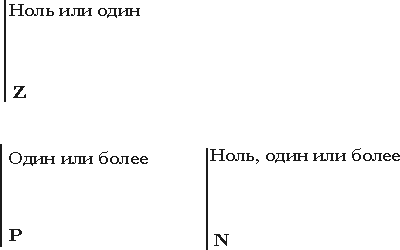 Ноль или один
Z
Один или более
P
Ноль, один или более
N